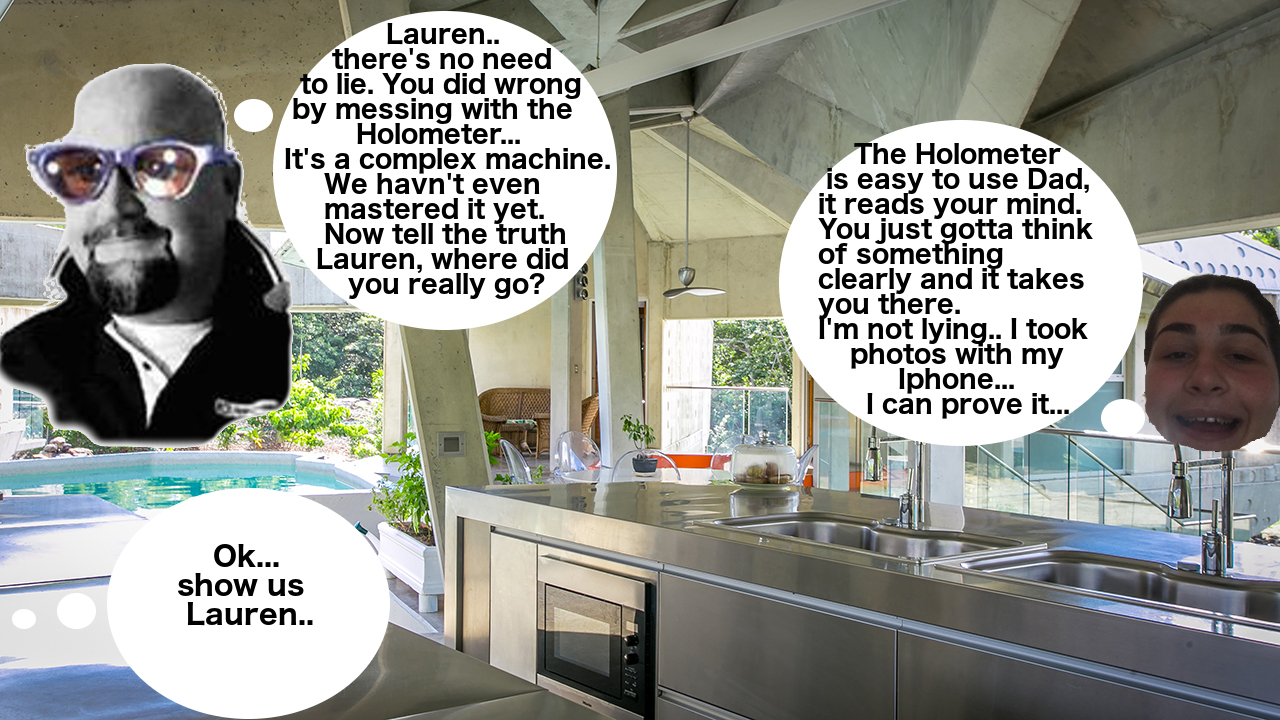 Lauren..
there's no need
to lie. You did wrong
by messing with the
Holometer...
It's a complex machine.
We havn't even
mastered it yet.
Now tell the truth
Lauren, where did
you really go?
The Holometer
is easy to use Dad,
it reads your mind.
You just gotta think
of something
clearly and it takes
you there.
I'm not lying.. I took
photos with my
Iphone...
I can prove it...
Ok...
show us
Lauren..